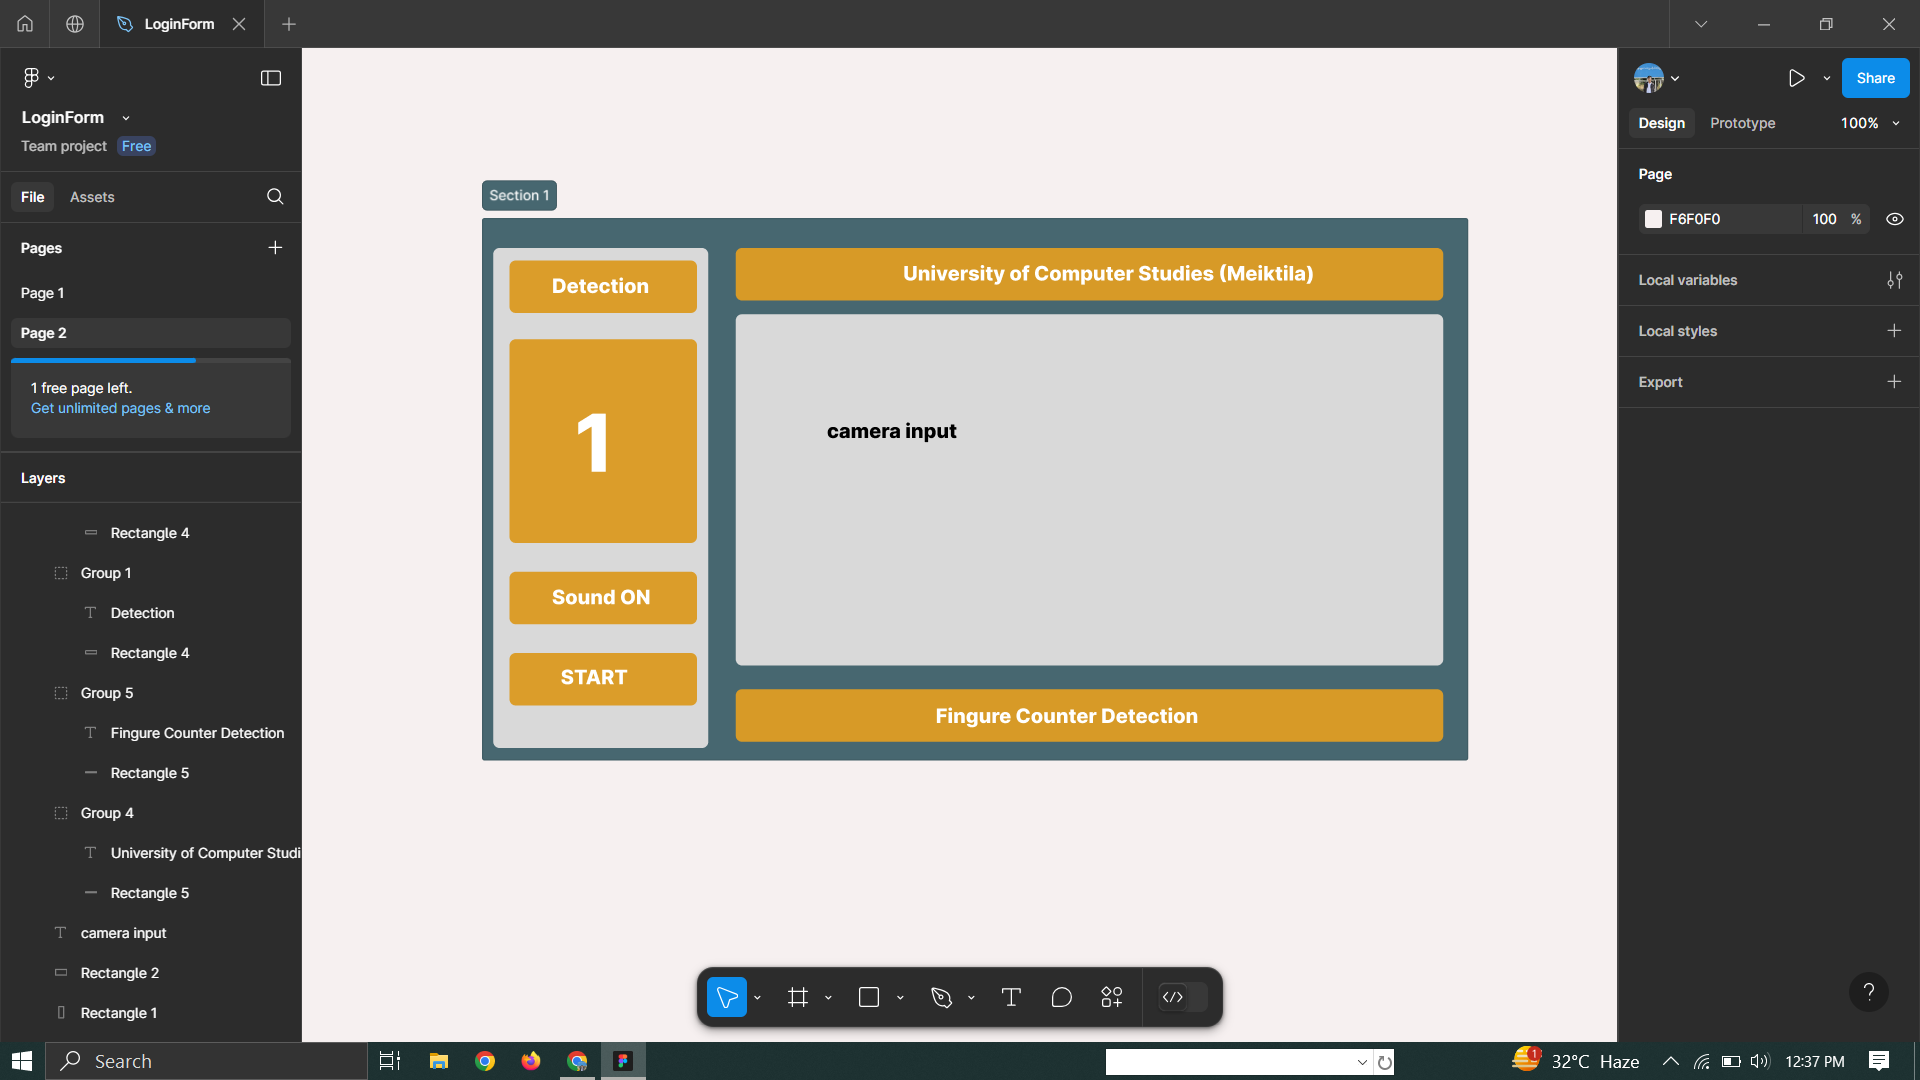 LoginForm
LoginForm
Team project Free
File Assets
Pages
Page 1
Page 2
1 free page left.
Get unlimited pages & more
Layers
Rectangle 4
Group 1
Detection
Rectangle 4
Group 5
Fingure Counter Detection
Rectangle 5
Group 4
University of Computer Studi
Rectangle 5
camera input
Rectangle 2
Rectangle 1
Section 1
Detection
1
Sound ON
START
University of Computer Studies (Meiktila)
camera input
Fingure Counter Detection
Share
Design Prototype 100%
Page
F6F0F0 100 %
Local variables
Local styles
Export
?
Search
1
32°C Haze
12:37 PM